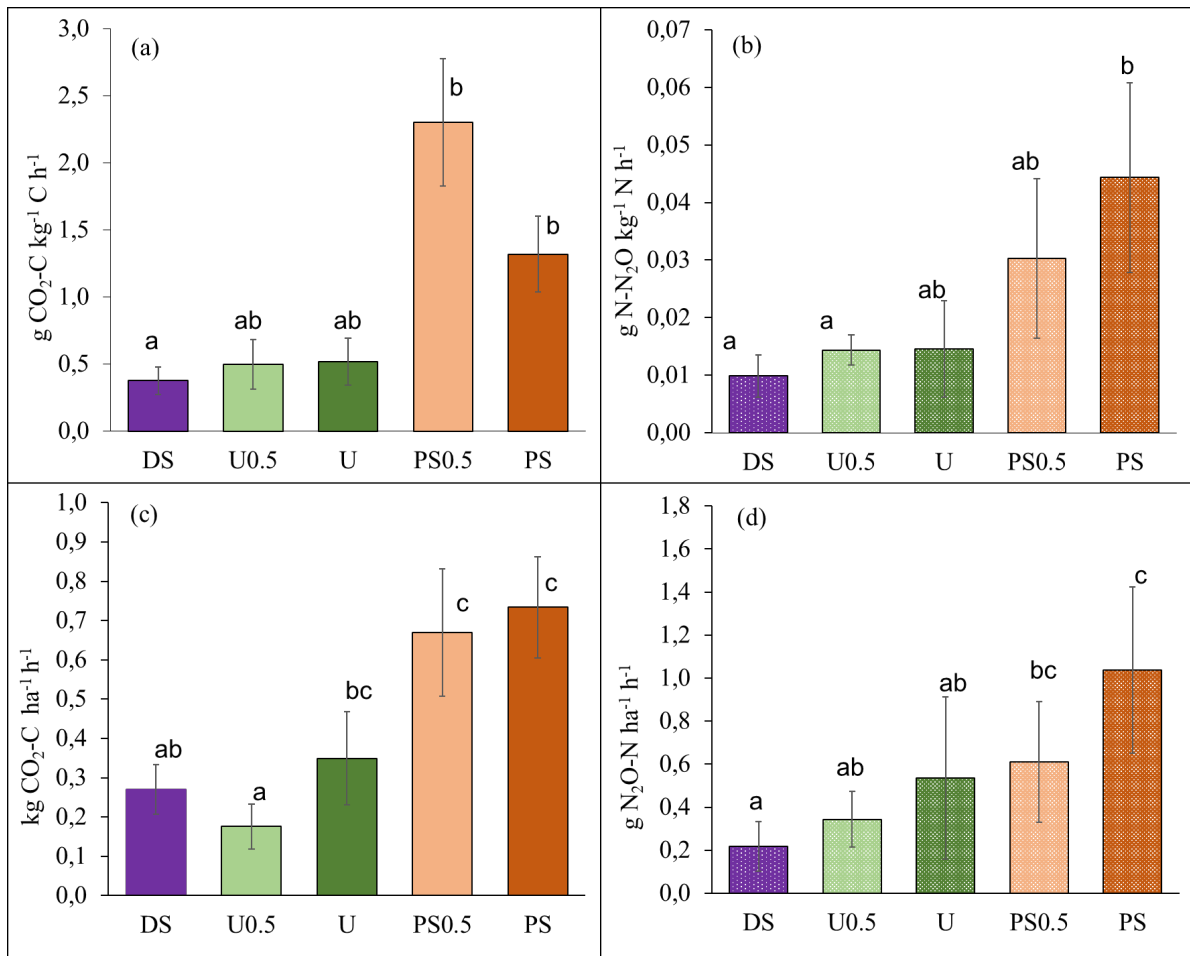 (a)
g CO₂-C kg⁻¹ C h⁻¹
3,0
2,5
2,0
1,5
1,0
0,5
0,0
a
ab
ab
b
b
DS U0.5 U PS0.5 PS
(b)
g N-N₂O kg⁻¹ N h⁻¹
0,07
0,06
0,05
0,04
0,03
0,02
0,01
0,00
a
a
ab
ab
b
DS U0.5 U PS0.5 PS
(c)
kg CO₂-C ha⁻¹ h⁻¹
1,0
0,9
0,8
0,7
0,6
0,5
0,4
0,3
0,2
0,1
0,0
ab
a
bc
c
c
DS U0.5 U PS0.5 PS
(d)
g N₂O-N ha⁻¹ h⁻¹
1,8
1,6
1,4
1,2
1,0
0,8
0,6
0,4
0,2
0,0
a
ab
ab
bc
c
DS U0.5 U PS0.5 PS